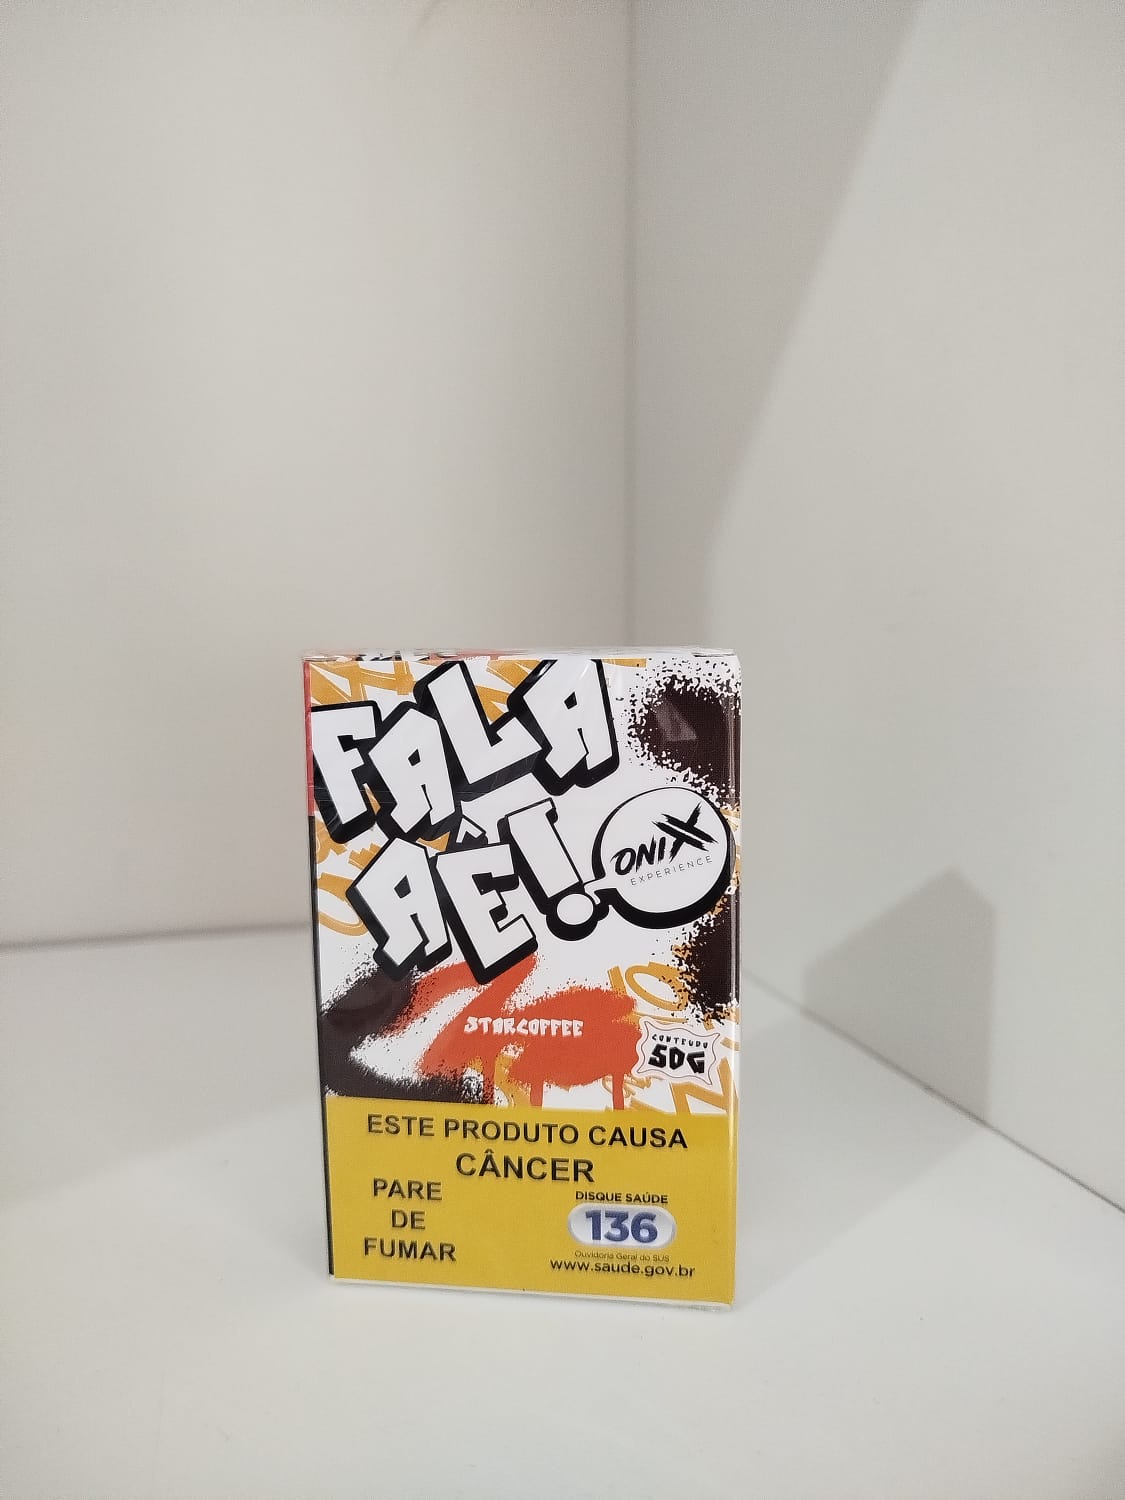 FALA
AÊ!
ONIX
EXPERIENCE
STARCOFFEE
CONTEUDO
50G
ESTE PRODUTO CAUSA
CÂNCER
PARE
DE
FUMAR
DISQUE SAÚDE
136
Ouvidoria Geral do SUS
www.saude.gov.br